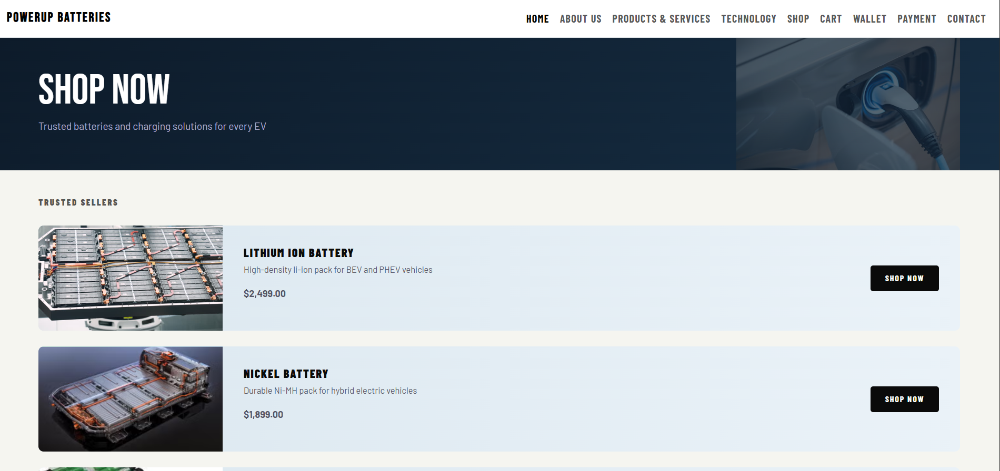 POWERUP BATTERIES
HOME ABOUT US PRODUCTS & SERVICES TECHNOLOGY SHOP CART WALLET PAYMENT CONTACT
SHOP NOW
Trusted batteries and charging solutions for every EV
TRUSTED SELLERS
LITHIUM ION BATTERY
High-density li-ion pack for BEV and PHEV vehicles
$2,499.00
SHOP NOW
NICKEL BATTERY
Durable Ni-MH pack for hybrid electric vehicles
$1,899.00
SHOP NOW